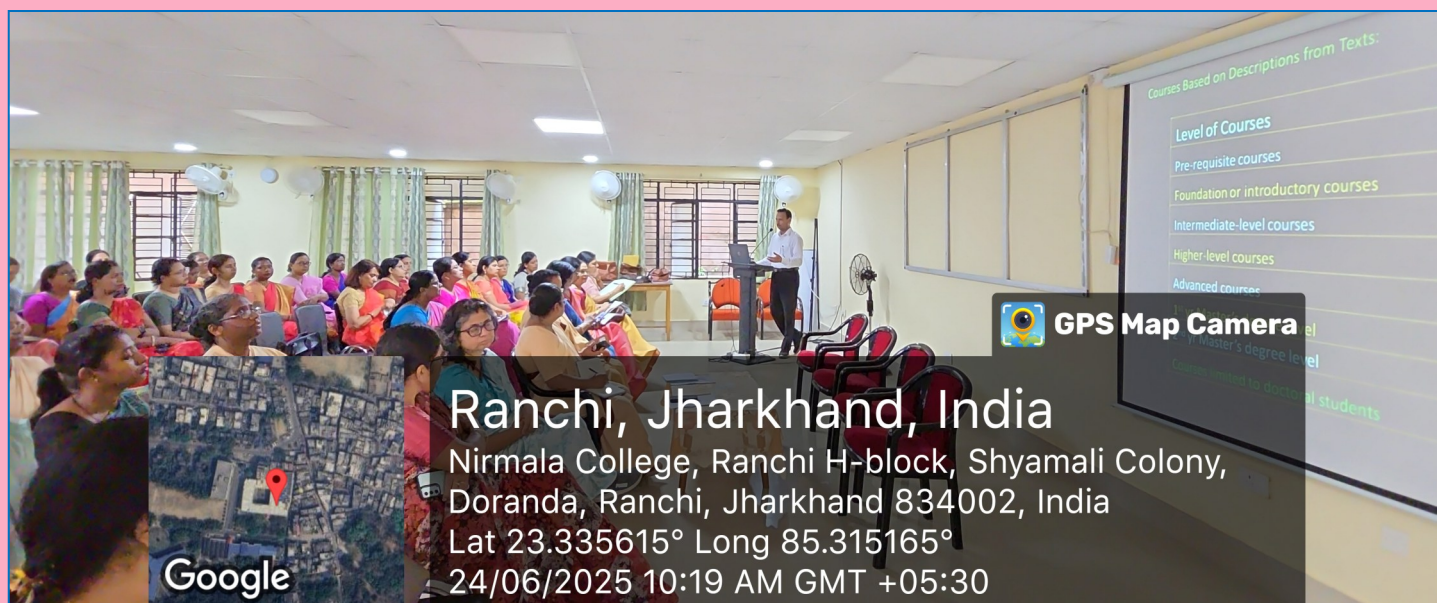 Courses Based on Descriptions from Texts:
Level of Courses
Pre-requisite courses
Foundation or introductory courses
Intermediate-level courses
Higher-level courses
Advanced courses
Master's degree level
doctoral students
GPS Map Camera
Ranchi, Jharkhand, India
Nirmala College, Ranchi H-block, Shyamali Colony,
Doranda, Ranchi, Jharkhand 834002, India
Lat 23.335615° Long 85.315165°
24/06/2025 10:19 AM GMT +05:30
Google